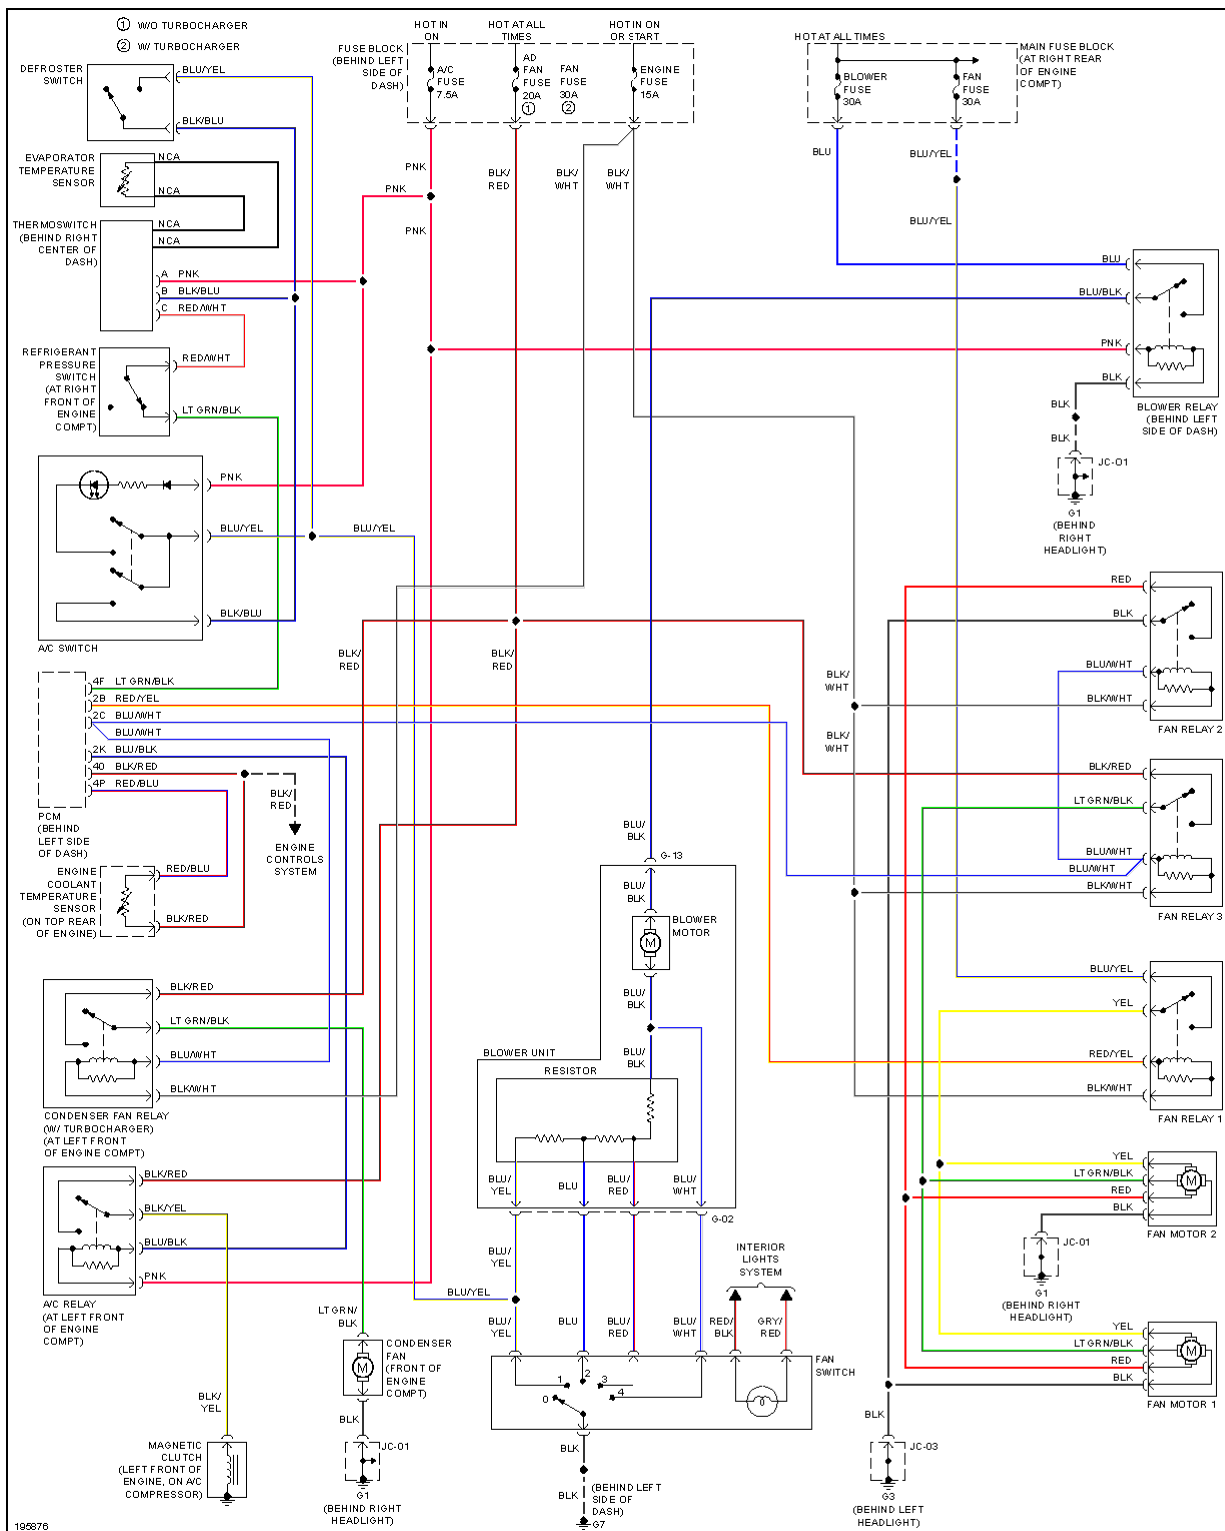 ① W/O TURBOCHARGER
② W/ TURBOCHARGER
HOT IN
ON
HOT AT ALL
TIMES
HOT IN ON
OR START
HOT AT ALL TIMES
FUSE BLOCK
(BEHIND LEFT
SIDE OF
DASH)
A/C
FUSE
7.5A
AD
FAN
FUSE
20A
①
FAN
FUSE
30A
②
ENGINE
FUSE
15A
BLOWER
FUSE
30A
FAN
FUSE
30A
MAIN FUSE BLOCK
(AT RIGHT REAR
OF ENGINE
COMPT)
DEFROSTER
SWITCH
BLU/YEL
BLK/BLU
EVAPORATOR
TEMPERATURE
SENSOR
NCA
NCA
THERMOSWITCH
(BEHIND RIGHT
CENTER OF
DASH)
NCA
NCA
A PNK
B BLK/BLU
C RED/WHT
PNK
PNK
PNK
BLK/
RED
BLK/
WHT
BLK/
WHT
BLU
BLU/YEL
BLU/YEL
REFRIGERANT
PRESSURE
SWITCH
(AT RIGHT
FRONT OF
ENGINE
COMPT)
RED/WHT
LT GRN/BLK
BLU
BLU/BLK
PNK
BLK
BLOWER RELAY
(BEHIND LEFT
SIDE OF DASH)
BLK
BLK
JC-01
G1
(BEHIND
RIGHT
HEADLIGHT)
PNK
BLU/YEL
BLU/YEL
BLK/BLU
A/C SWITCH
BLK/
RED
BLK/
RED
BLK/
WHT
BLK/
WHT
RED
BLK
BLU/WHT
BLK/WHT
FAN RELAY 2
4F LT GRN/BLK
2B RED/YEL
2C BLU/WHT
BLU/WHT
2K BLU/BLK
4O BLK/RED
4P RED/BLU
PCM
(BEHIND
LEFT SIDE
OF DASH)
BLK/
RED
ENGINE
CONTROLS
SYSTEM
BLK/RED
LT GRN/BLK
BLU/WHT
BLU/WHT
BLK/WHT
FAN RELAY 3
ENGINE
COOLANT
TEMPERATURE
SENSOR
(ON TOP REAR
OF ENGINE)
RED/BLU
BLK/RED
BLU/
BLK
G-13
BLU/
BLK
BLOWER
MOTOR
M
BLU/
BLK
BLU/
BLK
BLOWER UNIT
RESISTOR
BLK/RED
LT GRN/BLK
BLU/WHT
BLK/WHT
CONDENSER FAN RELAY
(W/ TURBOCHARGER)
(AT LEFT FRONT
OF ENGINE COMPT)
BLU/YEL
YEL
RED/YEL
BLK/WHT
FAN RELAY 1
BLK/RED
BLK/YEL
BLU/BLK
PNK
A/C RELAY
(AT LEFT FRONT
OF ENGINE
COMPT)
BLU/
YEL
BLU
BLU/
RED
BLU/
WHT
G-02
YEL
LT GRN/BLK
RED
BLK
M
FAN MOTOR 2
JC-01
G1
(BEHIND RIGHT
HEADLIGHT)
BLU/
YEL
INTERIOR
LIGHTS
SYSTEM
BLU/YEL
BLU/
YEL
BLU
BLU/
RED
BLU/
WHT
RED/
BLK
GRY/
RED
LT GRN/
BLK
M
CONDENSER
FAN
(FRONT OF
ENGINE
COMPT)
FAN
SWITCH
0
1
2
3
4
YEL
LT GRN/BLK
RED
BLK
M
FAN MOTOR 1
BLK/
YEL
BLK
BLK
BLK
MAGNETIC
CLUTCH
(LEFT FRONT OF
ENGINE, ON A/C
COMPRESSOR)
JC-01
G1
(BEHIND RIGHT
HEADLIGHT)
BLK
(BEHIND LEFT
SIDE OF
DASH)
G7
JC-03
G3
(BEHIND LEFT
HEADLIGHT)
195876